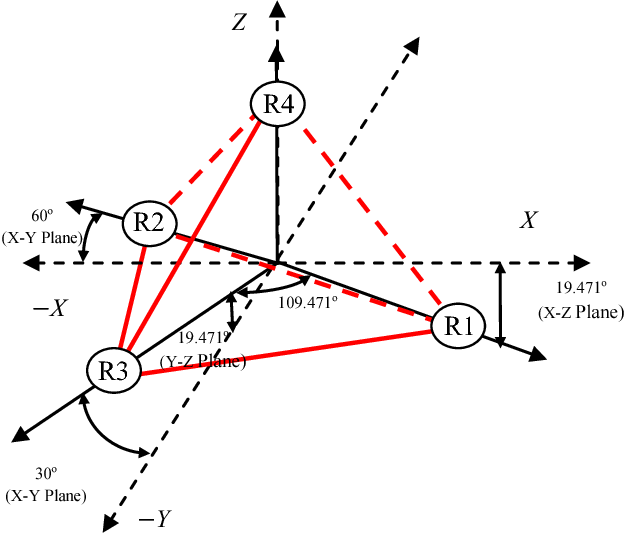 Z
R4
60º
(X-Y Plane)
R2
X
−X
109.471º
19.471º
(X-Z Plane)
19.471º
(Y-Z Plane)
R1
R3
30º
(X-Y Plane)
−Y